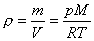 ρ = m/V = pM/RT